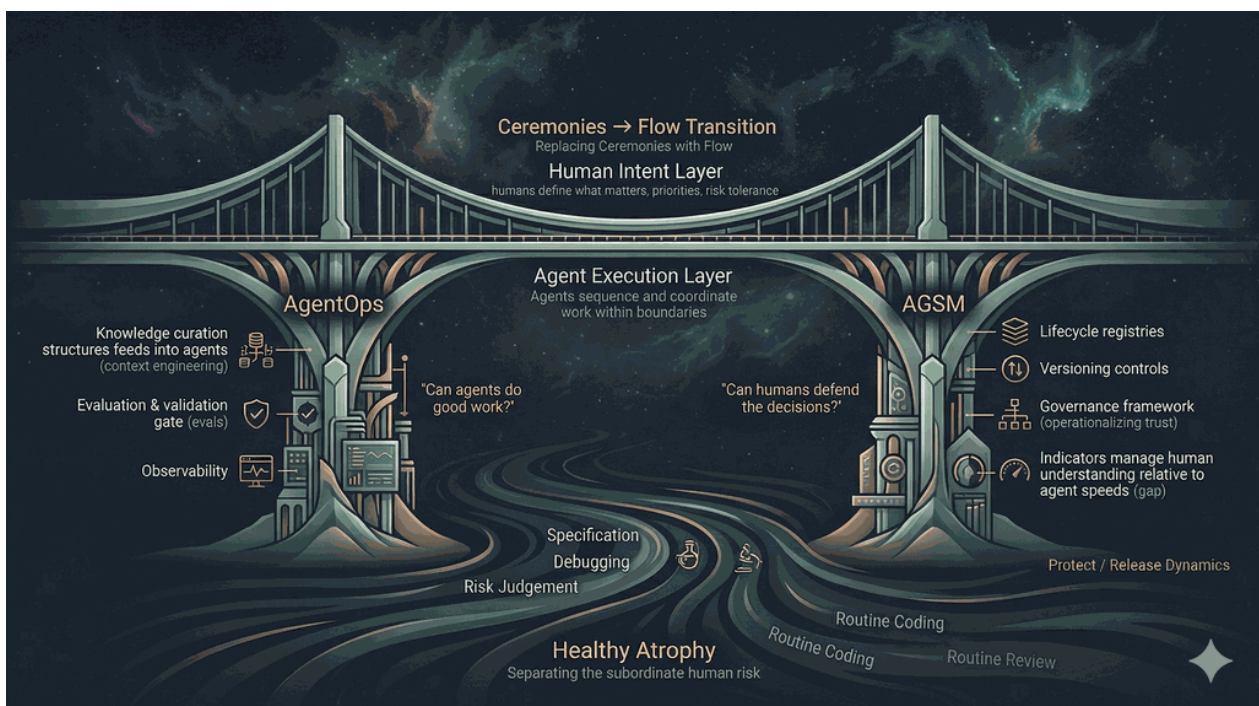 Ceremonies → Flow Transition
Replacing Ceremonies with Flow
Human Intent Layer
humans define what matters, priorities, risk tolerance
Agent Execution Layer
Agents sequence and coordinate
work within boundaries
AgentOps
Knowledge curation
structures feeds into agents
(context engineering)
Evaluation & validation
gate (evals)
Observability
"Can agents do
good work?"
AGSM
"Can humans defend
the decisions?"
Lifecycle registries
Versioning controls
Governance framework
(operationalizing trust)
Indicators manage human
understanding relative to
agent speeds (gap)
Specification
Debugging
Risk Judgement
Protect / Release Dynamics
Routine Coding
Routine Coding
Routine Review
Healthy Atrophy
Separating the subordinate human risk